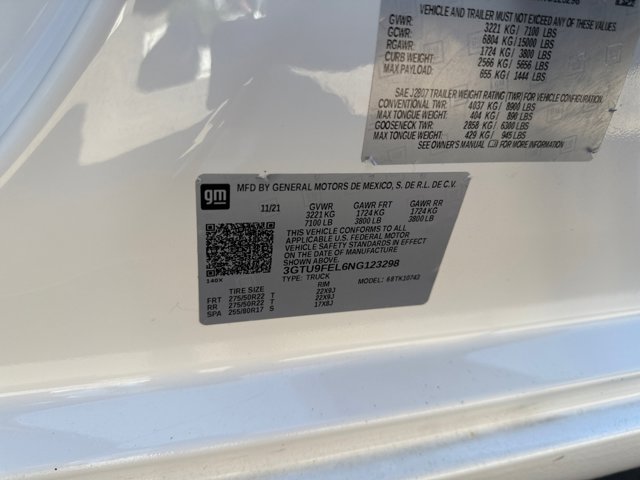 VEHICLE AND TRAILER MUST NOT EXCEED ANY OF THESE VALUES
GVWR: 3221 KG / 7100 LBS
GCWR: 6804 KG/15000 LBS
RGAWR: 1724 KG / 3800 LBS
CURB WEIGHT: 2566 KG / 5656 LBS
MAX PAYLOAD: 655 KG / 1444 LBS
SAE J2807 TRAILER WEIGHT RATING (TWR) FOR VEHICLE CONFIGURATION.
CONVENTIONAL TWR: 4037 KG/ 8900 LBS
MAX TONGUE WEIGHT: 404 KG / 890 LBS
GOOSENECK TWR: 2858 KG / 6300 LBS
MAX TONGUE WEIGHT: 429 KG / 945 LBS
SEE OWNER'S MANUAL FOR MORE INFORMATION
gm MFD BY GENERAL MOTORS DE MEXICO, S. DE R.L. DE C.V.
11/21 GVWR GAWR FRT GAWR RR
3221 KG 1724 KG 1724 KG
7100 LB 3800 LB 3800 LB
THIS VEHICLE CONFORMS TO ALL
APPLICABLE U.S. FEDERAL MOTOR
VEHICLE SAFETY STANDARDS IN EFFECT
ON THE DATE OF MANUFACTURE SHOWN ABOVE.
3GTU9FEL6NG123298
140X TYPE: TRUCK MODEL: 68TK10743
TIRE SIZE RIM
FRT 275/50R22 T 22X9J
RR 275/50R22 T 22X9J
SPA 255/80R17 S 17X8J